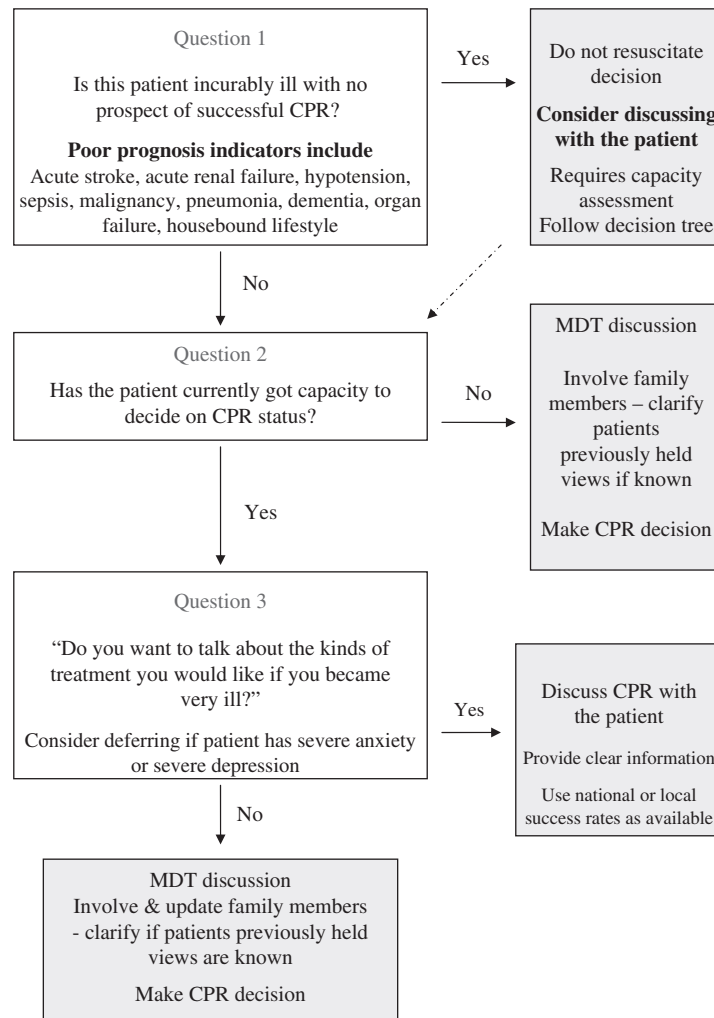 Question 1
Is this patient incurably ill with no
prospect of successful CPR?
Poor prognosis indicators include
Acute stroke, acute renal failure, hypotension,
sepsis, malignancy, pneumonia, dementia, organ
failure, housebound lifestyle
Yes
Do not resuscitate
decision
Consider discussing
with the patient
Requires capacity
assessment
Follow decision tree
No
Question 2
Has the patient currently got capacity to
decide on CPR status?
No
MDT discussion
Involve family
members – clarify
patients
previously held
views if known
Make CPR decision
Yes
Question 3
“Do you want to talk about the kinds of
treatment you would like if you became
very ill?”
Consider deferring if patient has severe anxiety
or severe depression
Yes
Discuss CPR with
the patient
Provide clear information
Use national or local
success rates as available
No
MDT discussion
Involve & update family members
- clarify if patients previously held
views are known
Make CPR decision